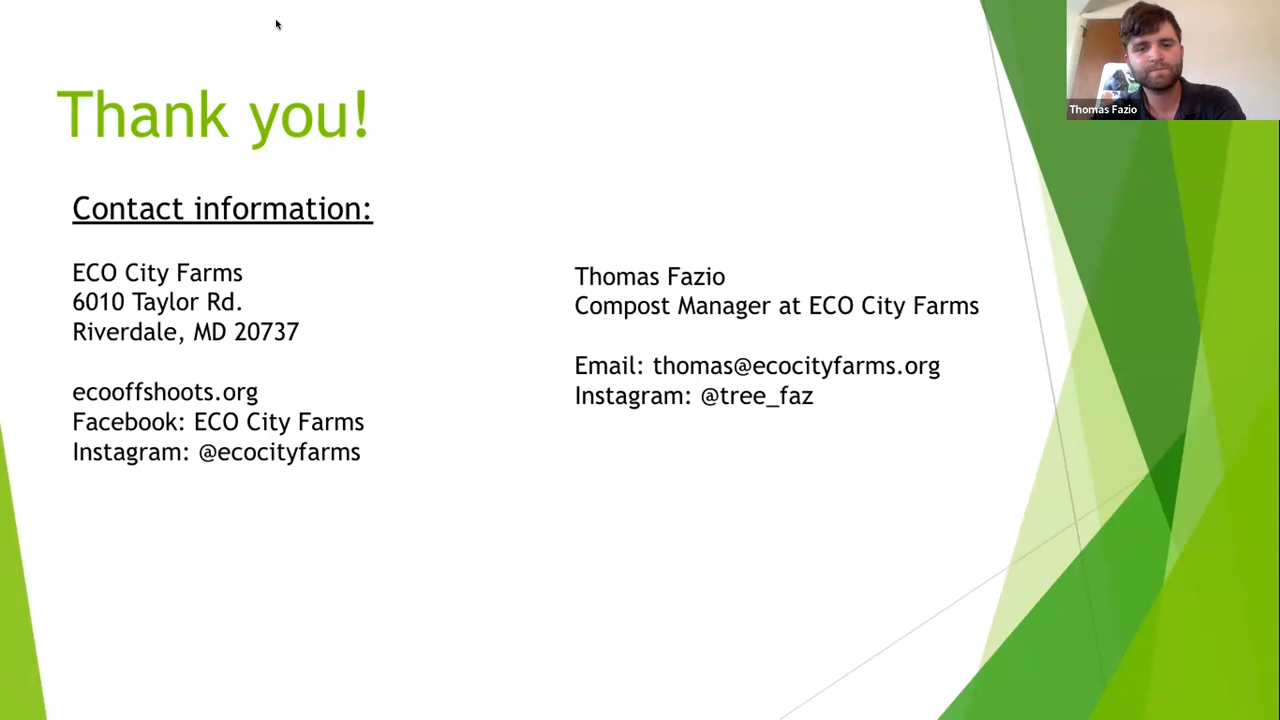 Thank you!
Contact information:
ECO City Farms
6010 Taylor Rd.
Riverdale, MD 20737
ecooffshoots.org
Facebook: ECO City Farms
Instagram: @ecocityfarms
Thomas Fazio
Compost Manager at ECO City Farms
Email: thomas@ecocityfarms.org
Instagram: @tree_faz
Thomas Fazio